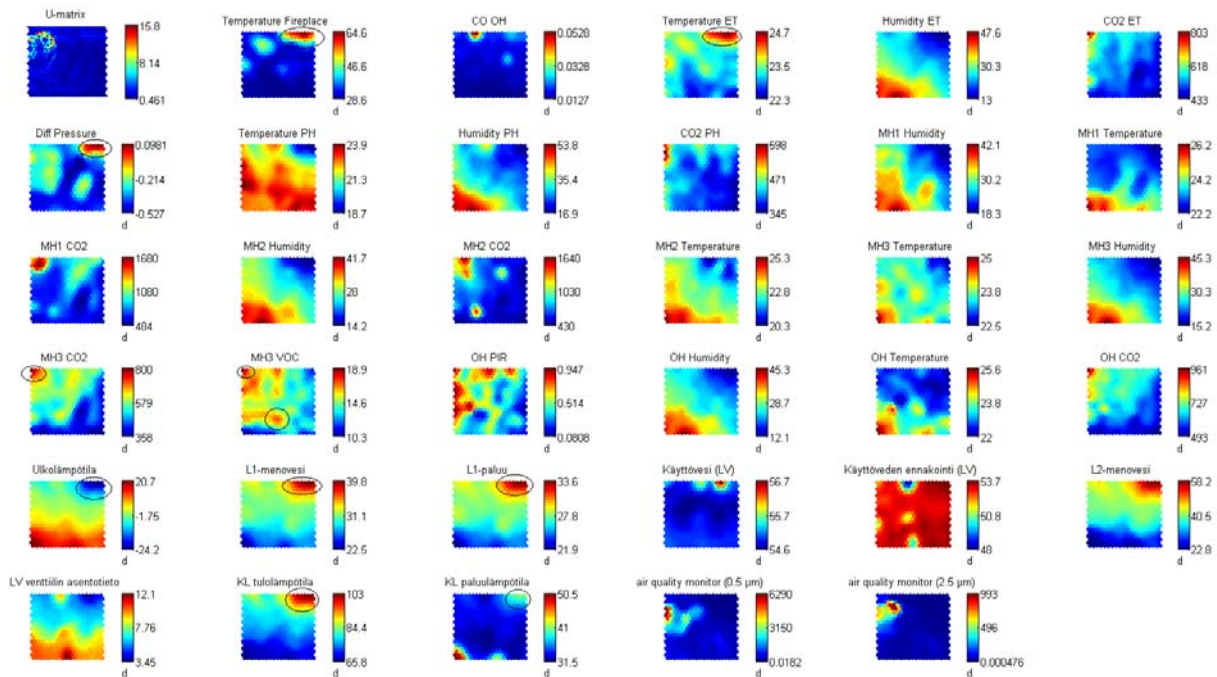 U-matrix
15.8
8.14
0.461
Temperature Fireplace
64.6
46.6
28.6
d
CO OH
0.0528
0.0328
0.0127
d
Temperature ET
24.7
23.5
22.3
d
Humidity ET
47.6
30.3
13
d
CO2 ET
803
618
433
d
Diff Pressure
0.0981
-0.214
-0.527
d
Temperature PH
23.9
21.3
18.7
d
Humidity PH
53.8
35.4
16.9
d
CO2 PH
598
471
345
d
MH1 Humidity
42.1
30.2
18.3
d
MH1 Temperature
26.2
24.2
22.2
d
MH1 CO2
1680
1080
484
d
MH2 Humidity
41.7
28
14.2
d
MH2 CO2
1640
1030
430
d
MH2 Temperature
25.3
22.8
20.3
d
MH3 Temperature
25
23.8
22.5
d
MH3 Humidity
45.3
30.3
15.2
d
MH3 CO2
800
579
358
d
MH3 VOC
18.9
14.6
10.3
d
OH PIR
0.947
0.514
0.0808
d
OH Humidity
45.3
28.7
12.1
d
OH Temperature
25.6
23.8
22
d
OH CO2
961
727
493
d
Ulkolämpötila
20.7
-1.75
-24.2
d
L1-menovesi
39.8
31.1
22.5
d
L1-paluu
33.6
27.8
21.9
d
Käyttövesi (LV)
56.7
55.7
54.6
d
Käyttöveden ennakointi (LV)
53.7
50.8
48
d
L2-menovesi
58.2
40.5
22.8
d
LV venttiilin asentotieto
12.1
7.76
3.45
d
KL tulolämpötila
103
84.4
65.8
d
KL paluulämpötila
50.5
41
31.5
d
air quality monitor (0.5 µm)
6290
3150
0.0182
d
air quality monitor (2.5 µm)
993
496
0.000476
d